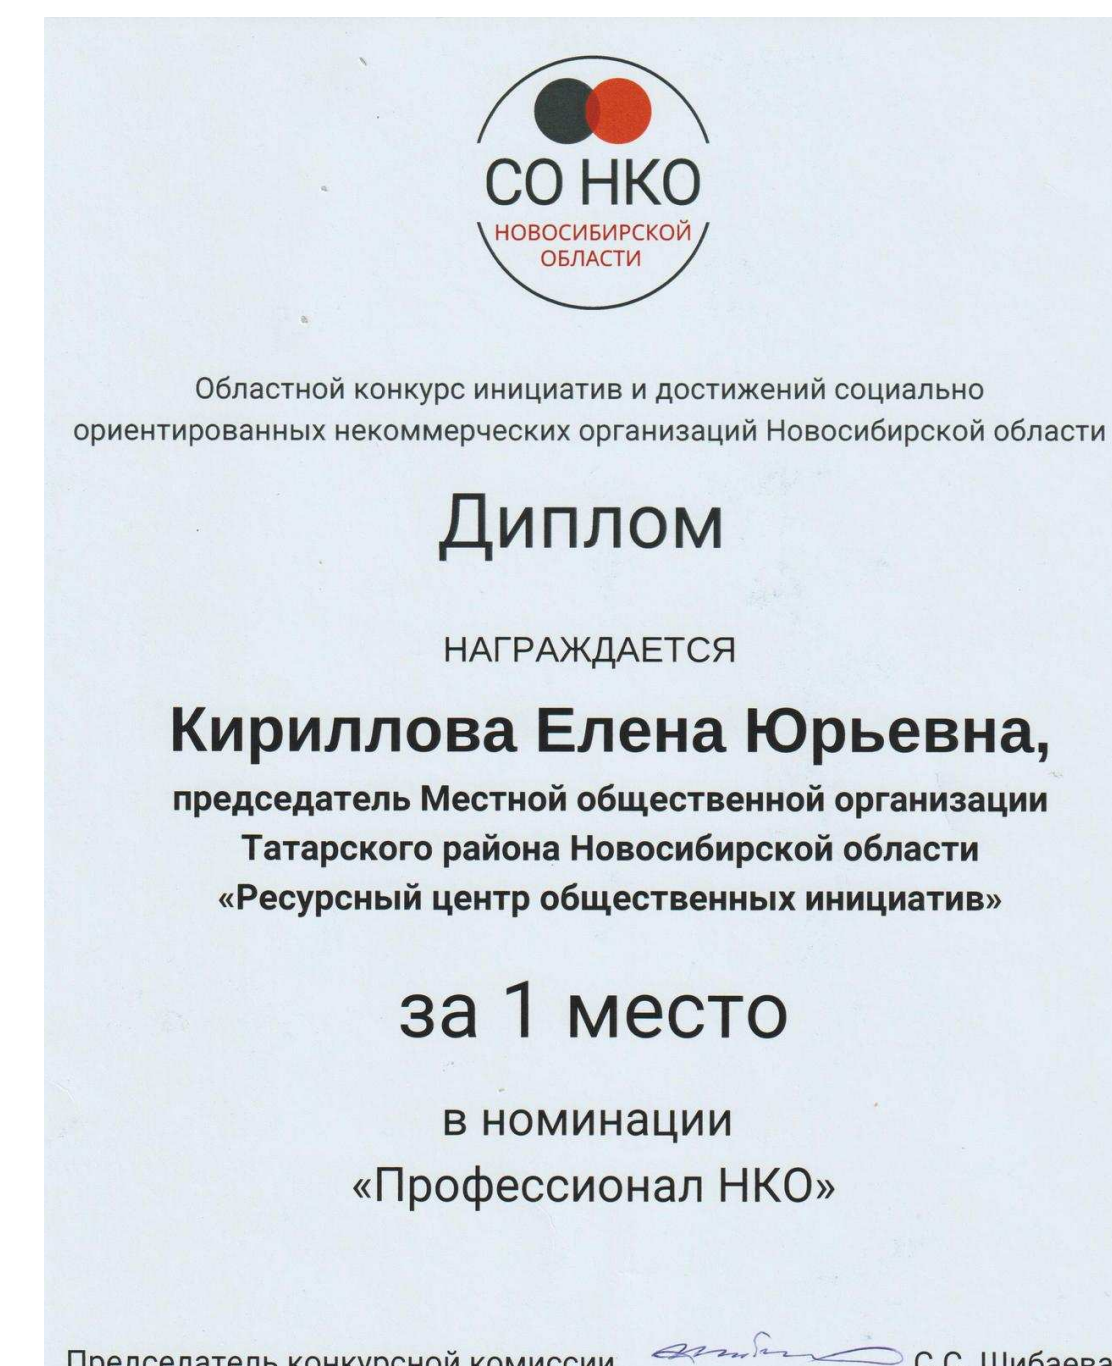 СО НКО
НОВОСИБИРСКОЙ
ОБЛАСТИ
Областной конкурс инициатив и достижений социально
ориентированных некоммерческих организаций Новосибирской области
Диплом
НАГРАЖДАЕТСЯ
Кириллова Елена Юрьевна,
председатель Местной общественной организации
Татарского района Новосибирской области
«Ресурсный центр общественных инициатив»
за 1 место
в номинации
«Профессионал НКО»
Председатель конкурсной комиссии С.С. Шибаева